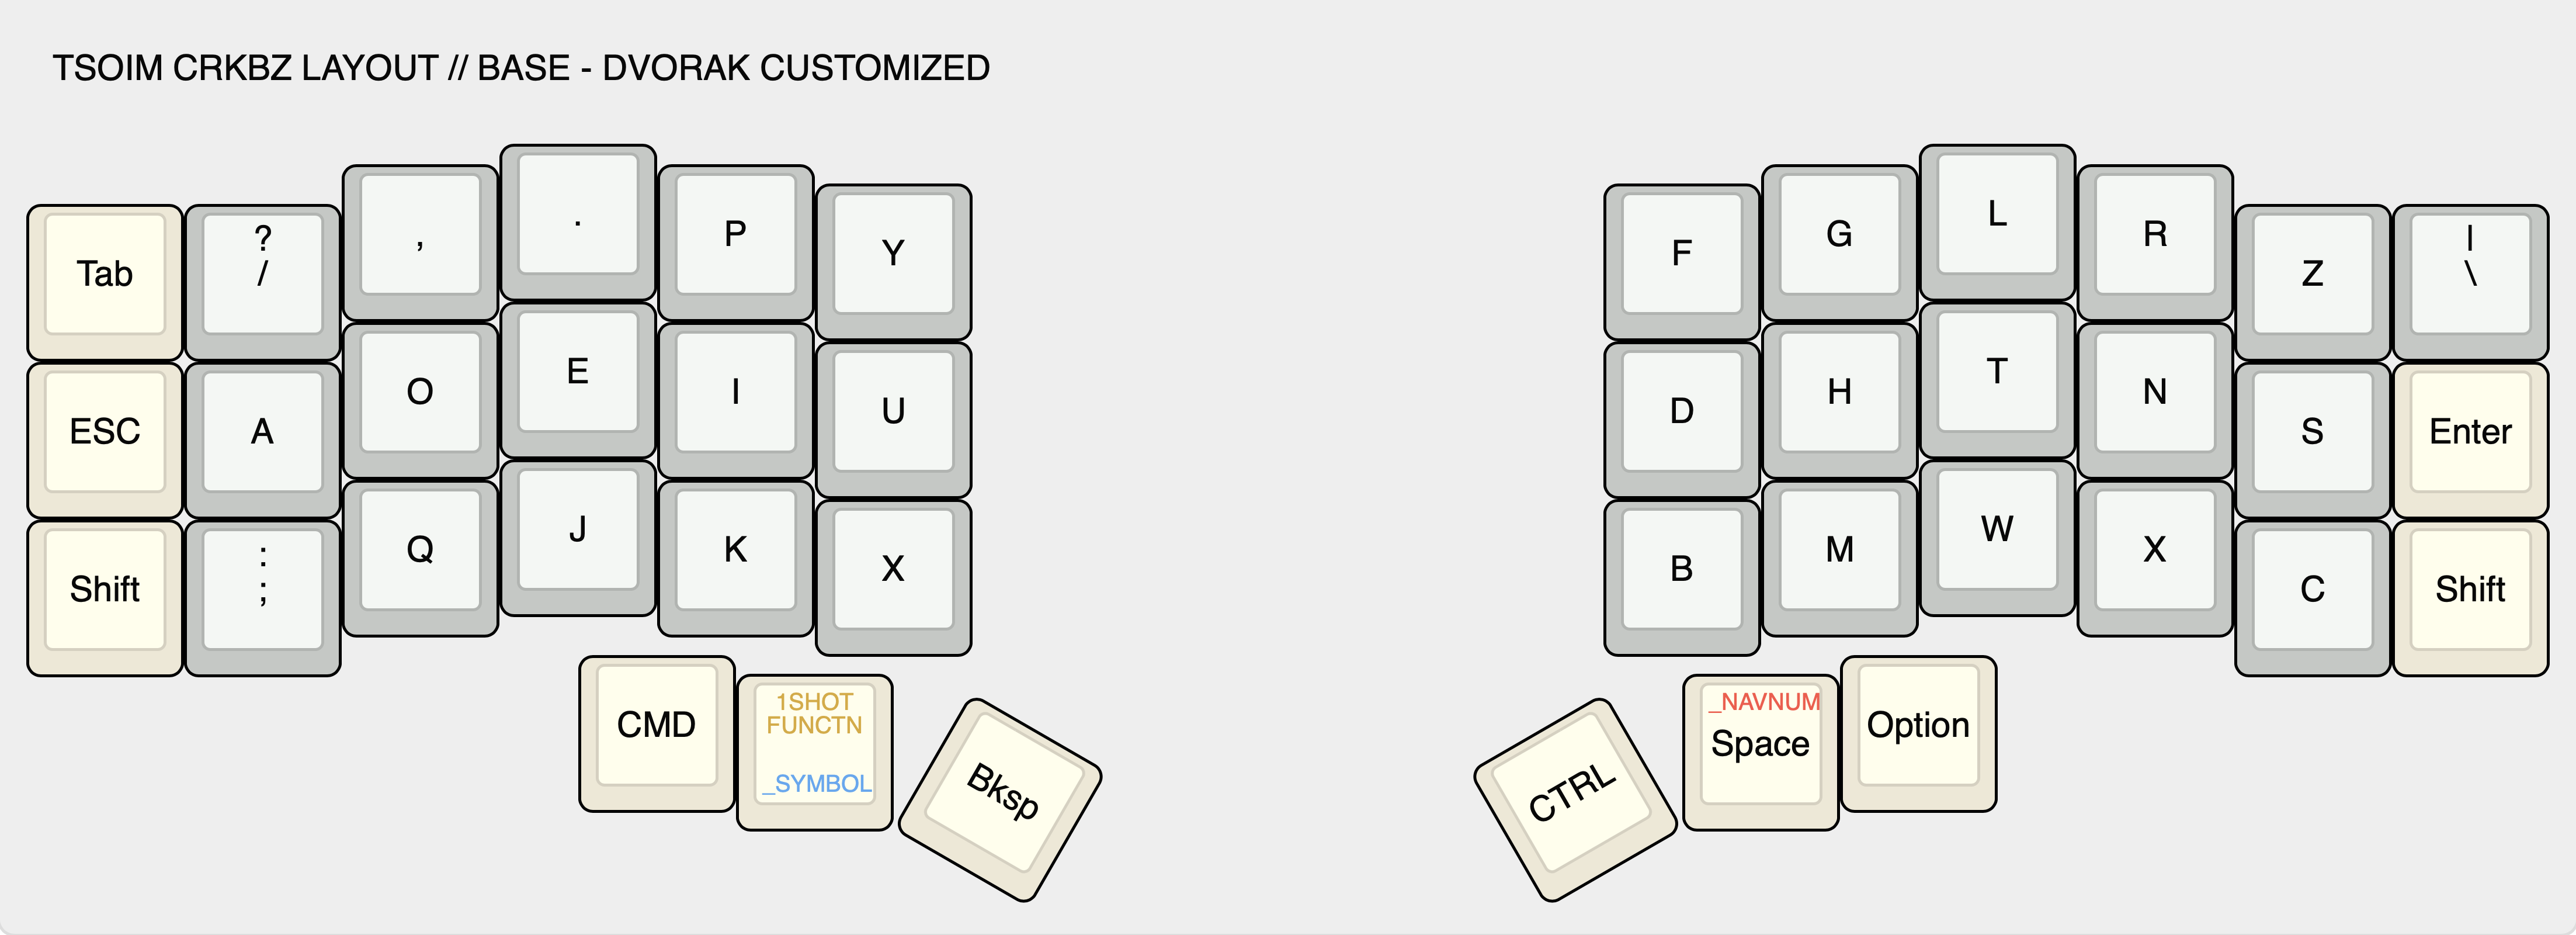 TSOIM CRKBZ LAYOUT // BASE - DVORAK CUSTOMIZED
Tab
?
/
,
.
P
Y
F
G
L
R
Z
|
\
ESC
A
O
E
I
U
D
H
T
N
S
Enter
Shift
:
;
Q
J
K
X
B
M
W
X
C
Shift
CMD
1SHOT
FUNCTN
_SYMBOL
Bksp
CTRL
_NAVNUM
Space
Option